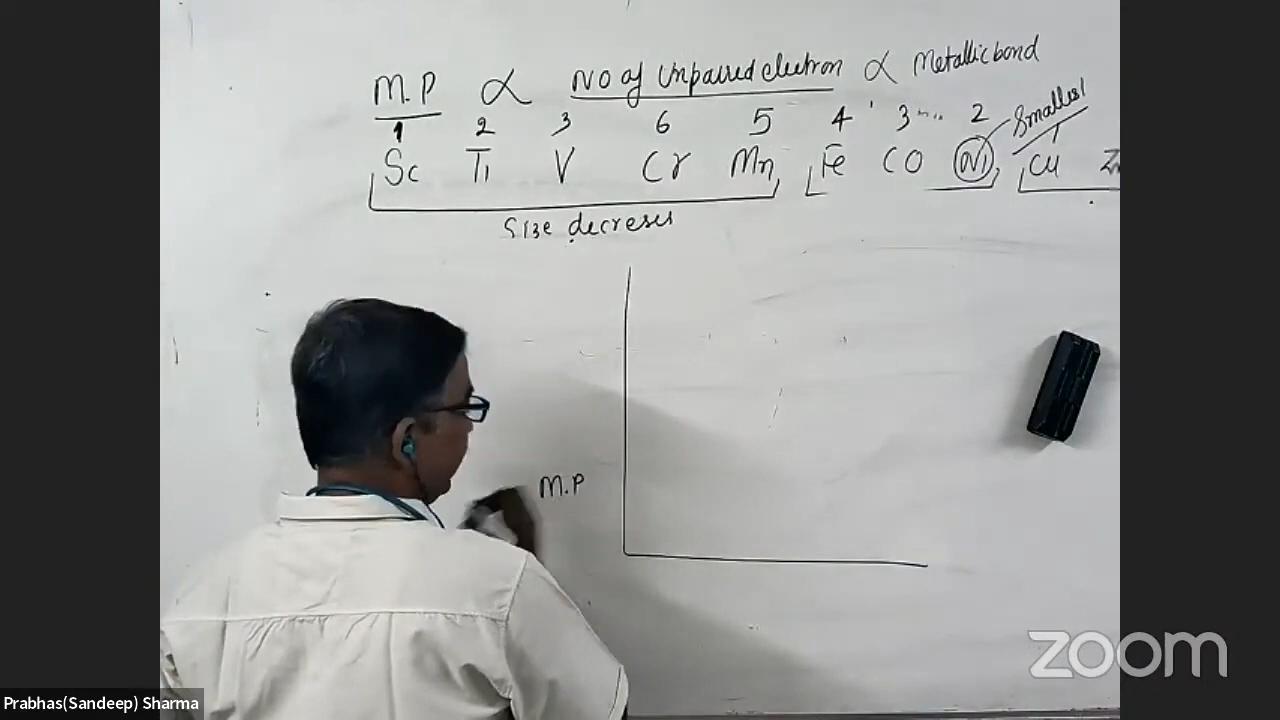 M.P ∝ NO of Unpaired electron ∝ Metallic bond
1 2 3 6 5 4 3 ... 2 Smallest
Sc Ti V Cr Mn Fe CO Ni Cu
Size decreses
M.P
zoom
Prabhas(Sandeep) Sharma